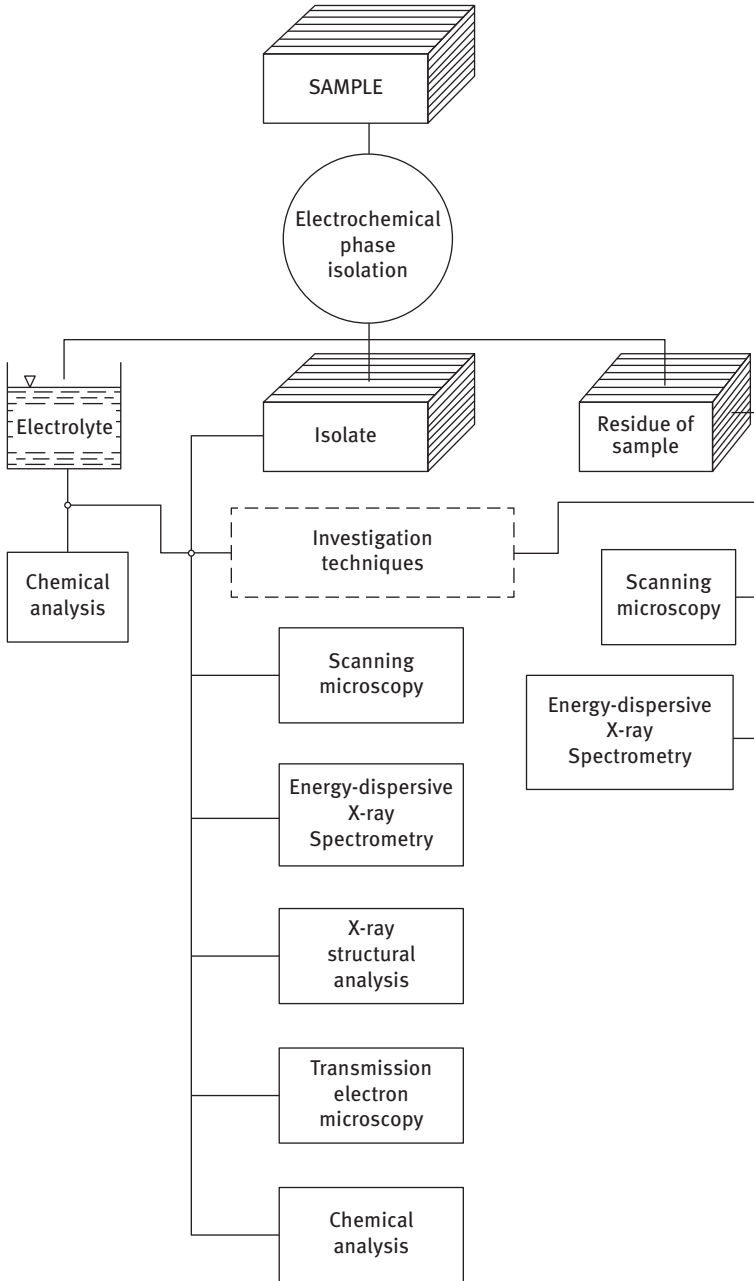 SAMPLE
Electrochemical
phase
isolation
Electrolyte
Isolate
Residue of
sample
Investigation
techniques
Chemical
analysis
Scanning
microscopy
Scanning
microscopy
Energy-dispersive
X-ray
Spectrometry
Energy-dispersive
X-ray
Spectrometry
X-ray
structural
analysis
Transmission
electron
microscopy
Chemical
analysis